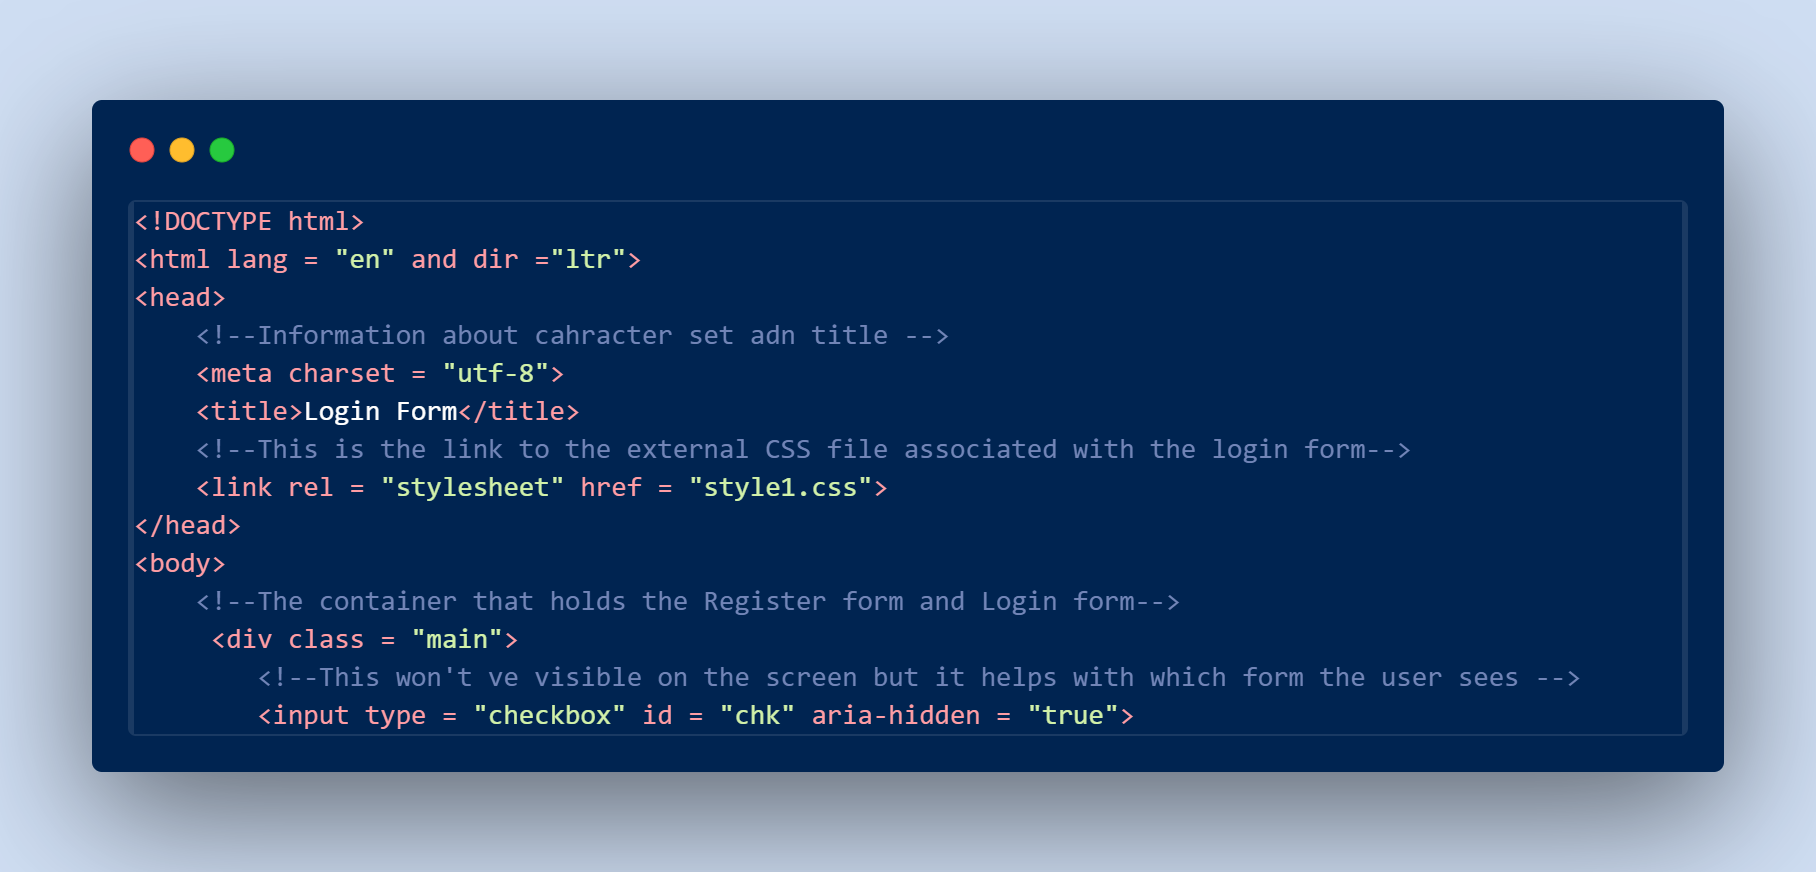 <!DOCTYPE html>
<html lang = "en" and dir ="ltr">
<head>
    <!--Information about cahracter set adn title -->
    <meta charset = "utf-8">
    <title>Login Form</title>
    <!--This is the link to the external CSS file associated with the login form-->
    <link rel = "stylesheet" href = "style1.css">
</head>
<body>
    <!--The container that holds the Register form and Login form-->
     <div class = "main">
        <!--This won't ve visible on the screen but it helps with which form the user sees -->
        <input type = "checkbox" id = "chk" aria-hidden = "true">